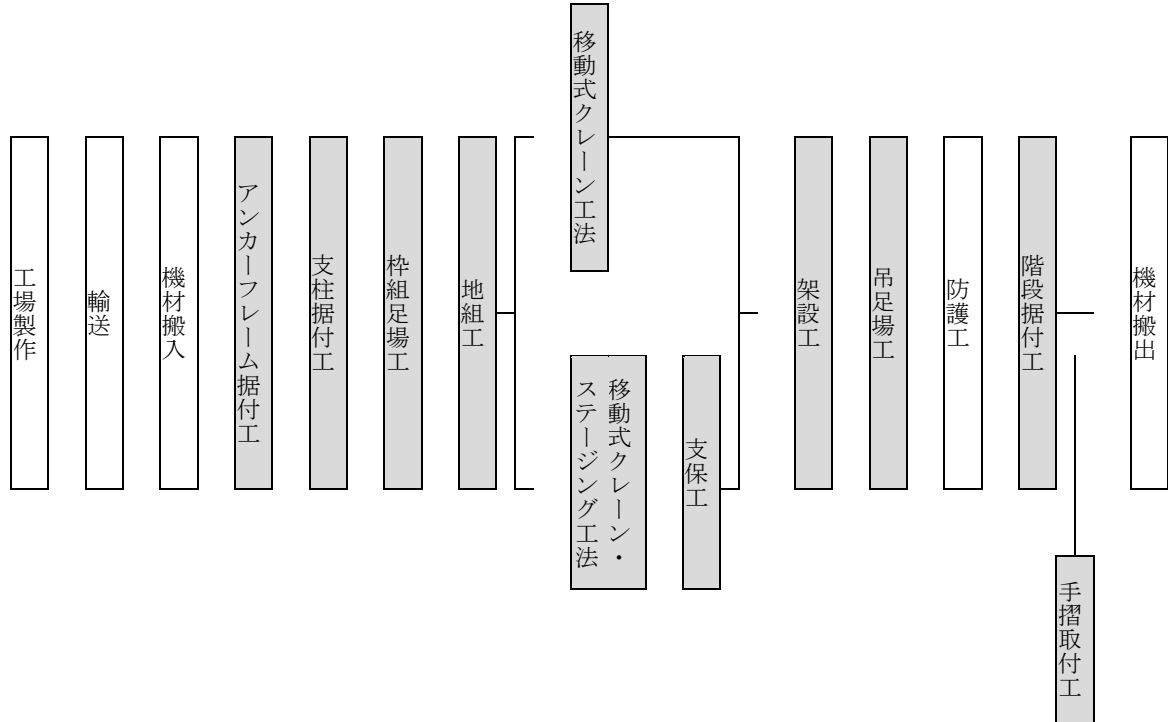 工場製作
輸送
機材搬入
アンカーフレーム据付工
支柱据付工
枠組足場工
地組工
移動式クレーン工法
移動式クレーン・
ステージング工法
支保工
架設工
吊足場工
防護工
階段据付工
手摺取付工
機材搬出